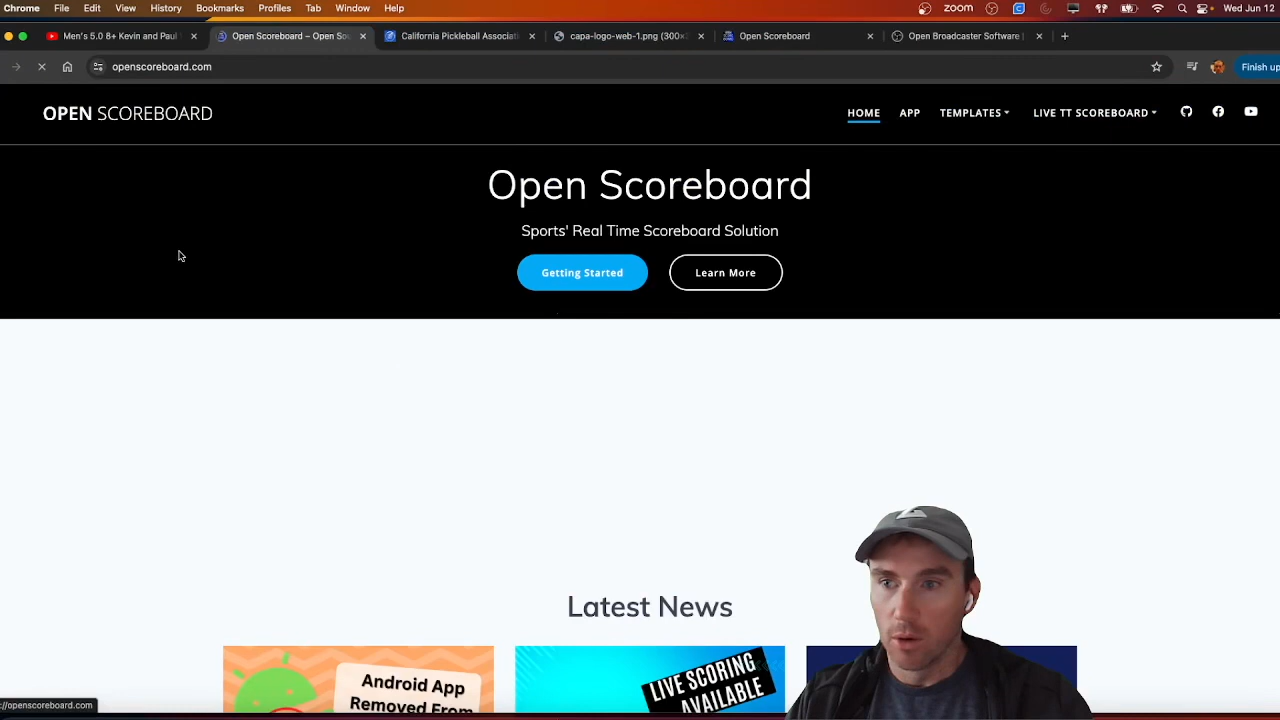 Chrome File Edit View History Bookmarks Profiles Tab Window Help zoom Wed Jun 12
Men's 5.0 8+ Kevin and Paul Open Scoreboard – Open Sc California Pickleball Associati capa-logo-web-1.png (300×2 Open Scoreboard Open Broadcaster Software |
openscoreboard.com Finish up
OPEN SCOREBOARD HOME APP TEMPLATES LIVE TT SCOREBOARD
Open Scoreboard
Sports' Real Time Scoreboard Solution
Getting Started Learn More
Latest News
Android App
Removed From
LIVE SCORING
AVAILABLE
://openscoreboard.com